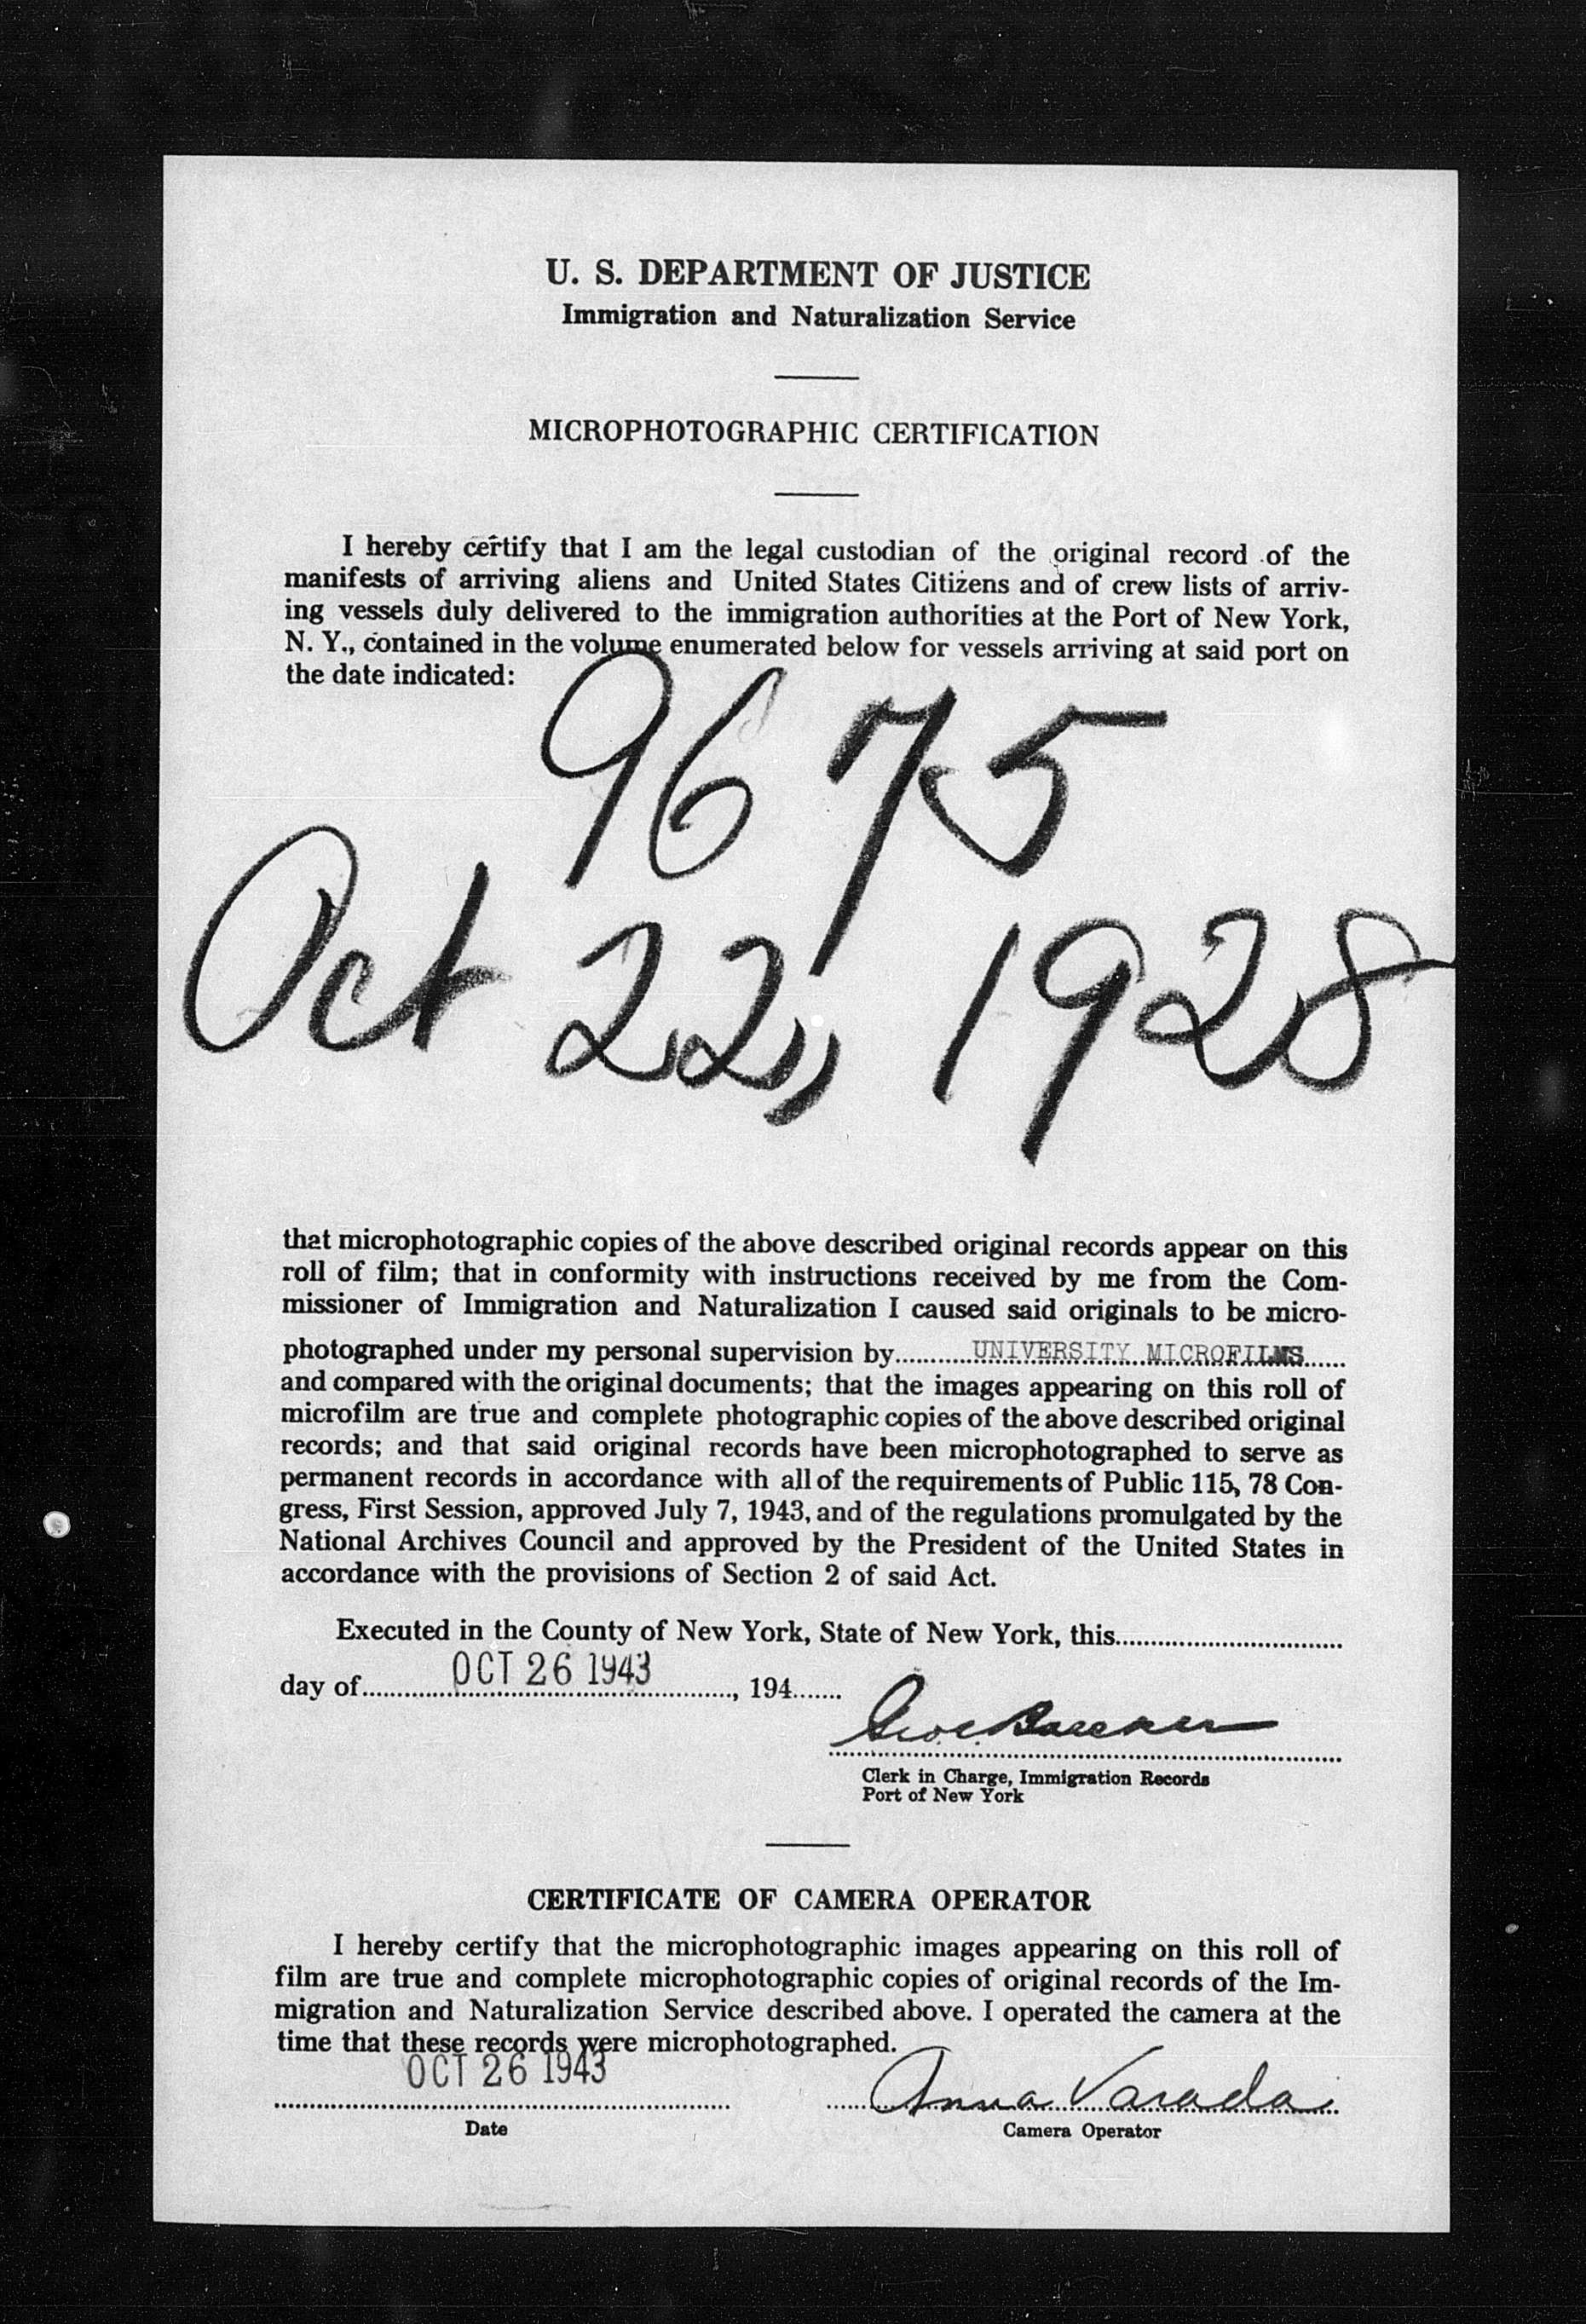 U. S. DEPARTMENT OF JUSTICE
Immigration and Naturalization Service
MICROPHOTOGRAPHIC CERTIFICATION
I hereby certify that I am the legal custodian of the original record of the
manifests of arriving aliens and United States Citizens and of crew lists of arriv-
ing vessels duly delivered to the immigration authorities at the Port of New York,
N. Y., contained in the volume enumerated below for vessels arriving at said port on
the date indicated:
9675
Oct 22, 1928
that microphotographic copies of the above described original records appear on this
roll of film; that in conformity with instructions received by me from the Com-
missioner of Immigration and Naturalization I caused said originals to be micro-
photographed under my personal supervision by UNIVERSITY MICROFILMS
and compared with the original documents; that the images appearing on this roll of
microfilm are true and complete photographic copies of the above described original
records; and that said original records have been microphotographed to serve as
permanent records in accordance with all of the requirements of Public 115, 78 Con-
gress, First Session, approved July 7, 1943, and of the regulations promulgated by the
National Archives Council and approved by the President of the United States in
accordance with the provisions of Section 2 of said Act.
Executed in the County of New York, State of New York, this
day of OCT 26 1943, 194
Clerk in Charge, Immigration Records
Port of New York
CERTIFICATE OF CAMERA OPERATOR
I hereby certify that the microphotographic images appearing on this roll of
film are true and complete microphotographic copies of original records of the Im-
migration and Naturalization Service described above. I operated the camera at the
time that these records were microphotographed.
OCT 26 1943 Anna Varada
Date Camera Operator